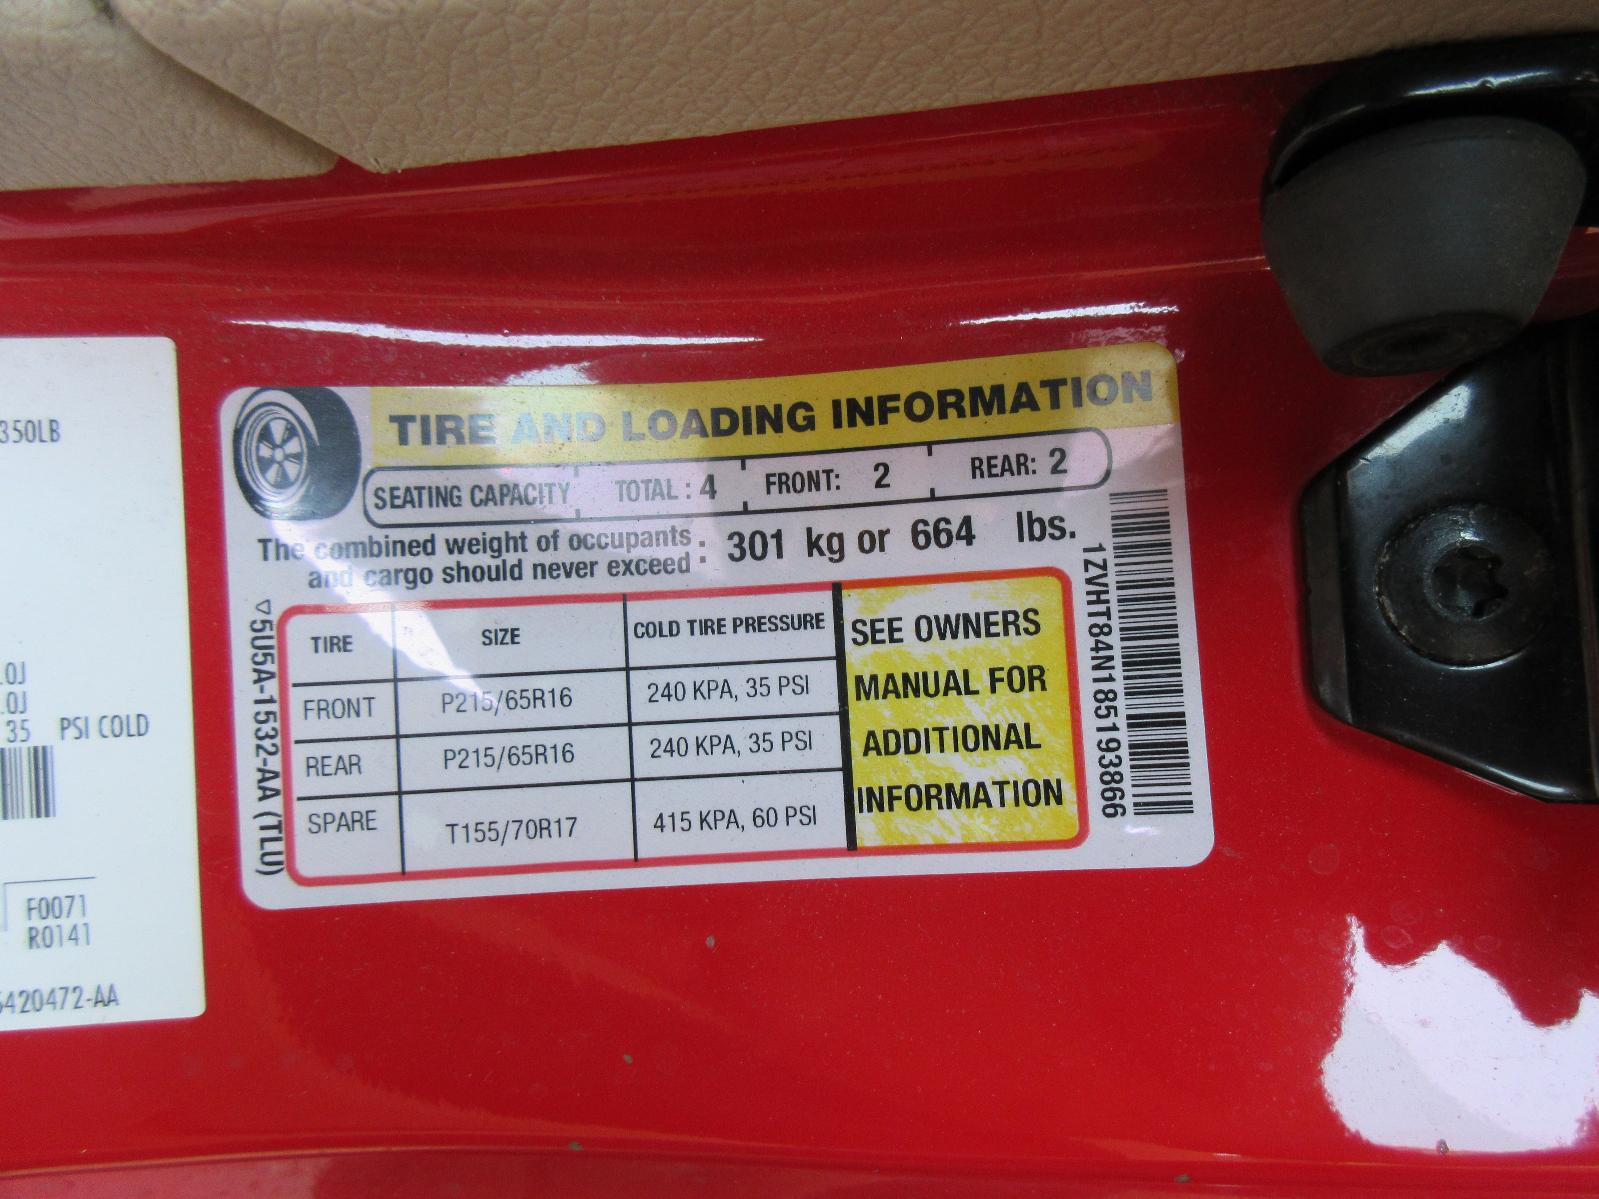 350LB
.0J
.0J
35 PSI COLD
F0071
R0141
5420472-AA
TIRE AND LOADING INFORMATION
SEATING CAPACITY TOTAL : 4 FRONT: 2 REAR: 2
The combined weight of occupants : 301 kg or 664 lbs.
and cargo should never exceed :
TIRE SIZE COLD TIRE PRESSURE
FRONT P215/65R16 240 KPA, 35 PSI
REAR P215/65R16 240 KPA, 35 PSI
SPARE T155/70R17 415 KPA, 60 PSI
SEE OWNERS
MANUAL FOR
ADDITIONAL
INFORMATION
5U5A-1532-AA (TLU)
1ZVHT84N185193866